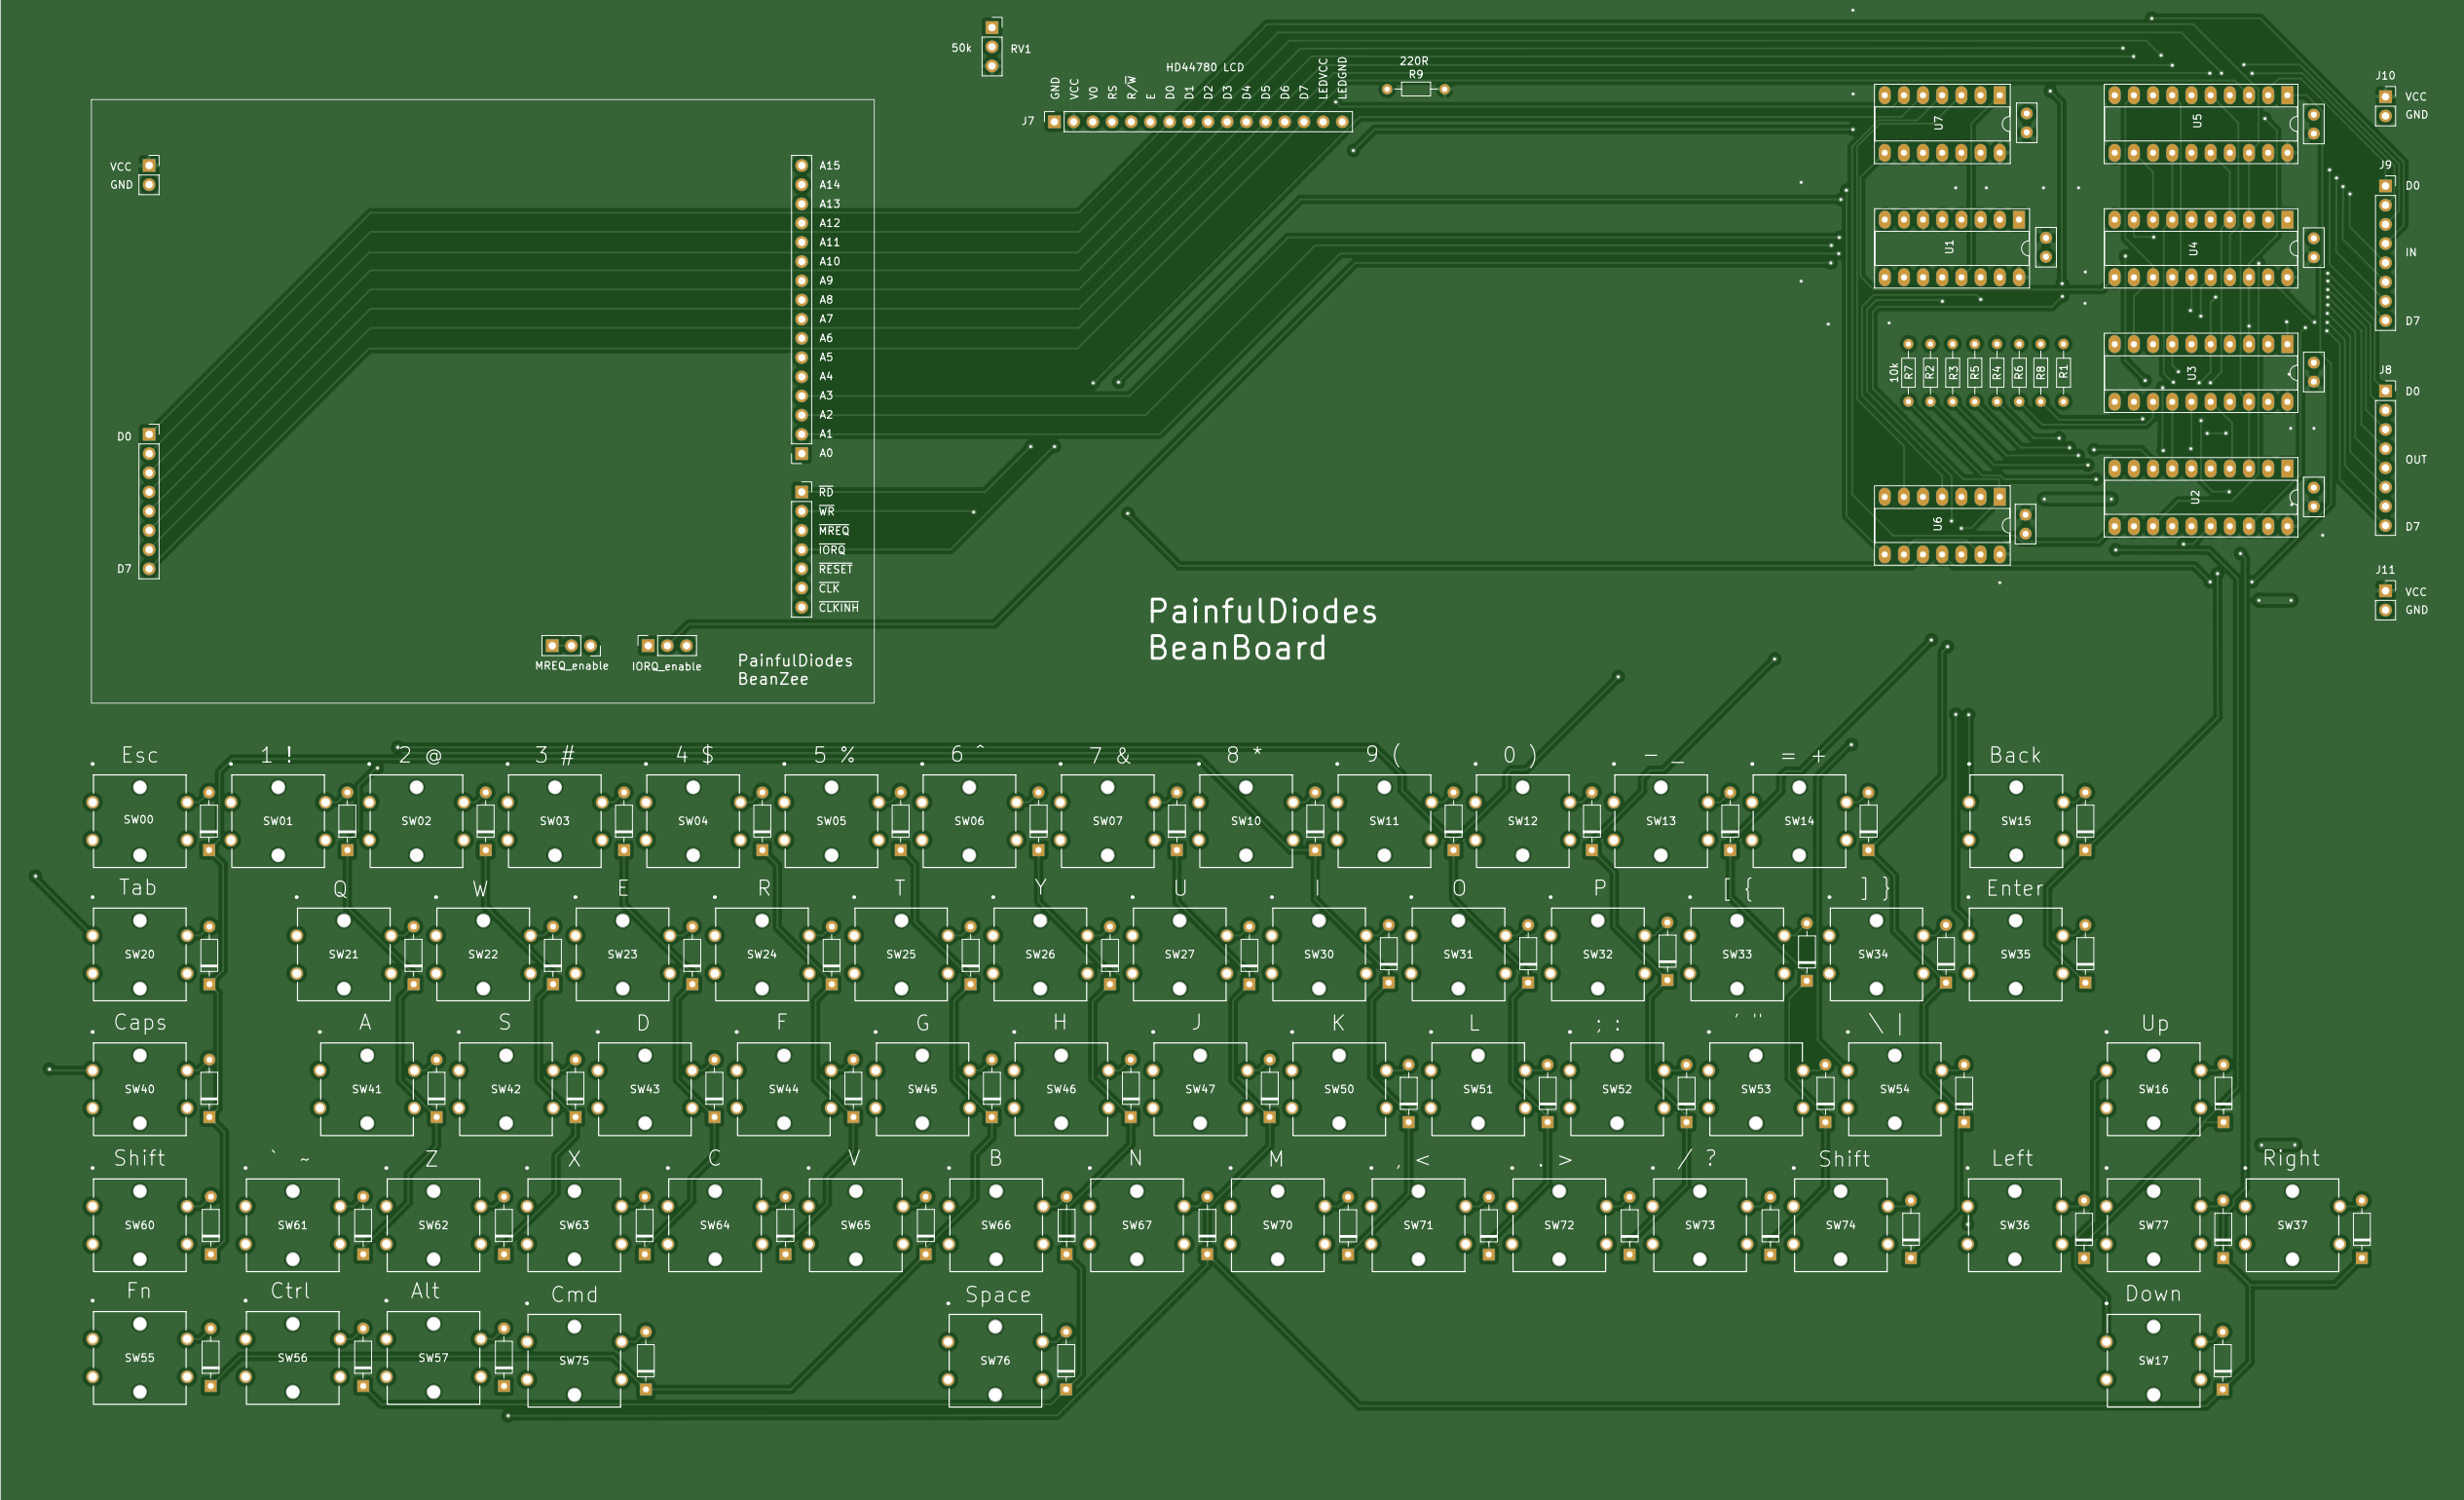 50k RV1
HD44780 LCD
GND VCC V0 RS R/W E D0 D1 D2 D3 D4 D5 D6 D7 LEDVCC LEDGND
J7
220R
R9
U7
U5
J10
VCC
GND
VCC
GND
A15
A14
A13
A12
A11
A10
A9
A8
A7
A6
A5
A4
A3
A2
A1
A0
RD
WR
MREQ
IORQ
RESET
CLK
CLKINH
D0
D7
U1
U4
J9
D0
IN
D7
10k R7 R2 R3 R5 R4 R6 R8 R1
U3
J8
D0
OUT
D7
U6
U2
J11
VCC
GND
MREQ_enable
IORQ_enable
PainfulDiodes
BeanZee
PainfulDiodes
BeanBoard
Esc 1 ! 2 @ 3 # 4 $ 5 % 6 ^ 7 & 8 * 9 ( 0 ) - _ = + Back
SW00 SW01 SW02 SW03 SW04 SW05 SW06 SW07 SW10 SW11 SW12 SW13 SW14 SW15
Tab Q W E R T Y U I O P [ { ] } Enter
SW20 SW21 SW22 SW23 SW24 SW25 SW26 SW27 SW30 SW31 SW32 SW33 SW34 SW35
Caps A S D F G H J K L ; : ' " \ | Up
SW40 SW41 SW42 SW43 SW44 SW45 SW46 SW47 SW50 SW51 SW52 SW53 SW54 SW16
Shift ` ~ Z X C V B N M , < . > / ? Shift Left Right
SW60 SW61 SW62 SW63 SW64 SW65 SW66 SW67 SW70 SW71 SW72 SW73 SW74 SW36 SW77 SW37
Fn Ctrl Alt Cmd Space Down
SW55 SW56 SW57 SW75 SW76 SW17